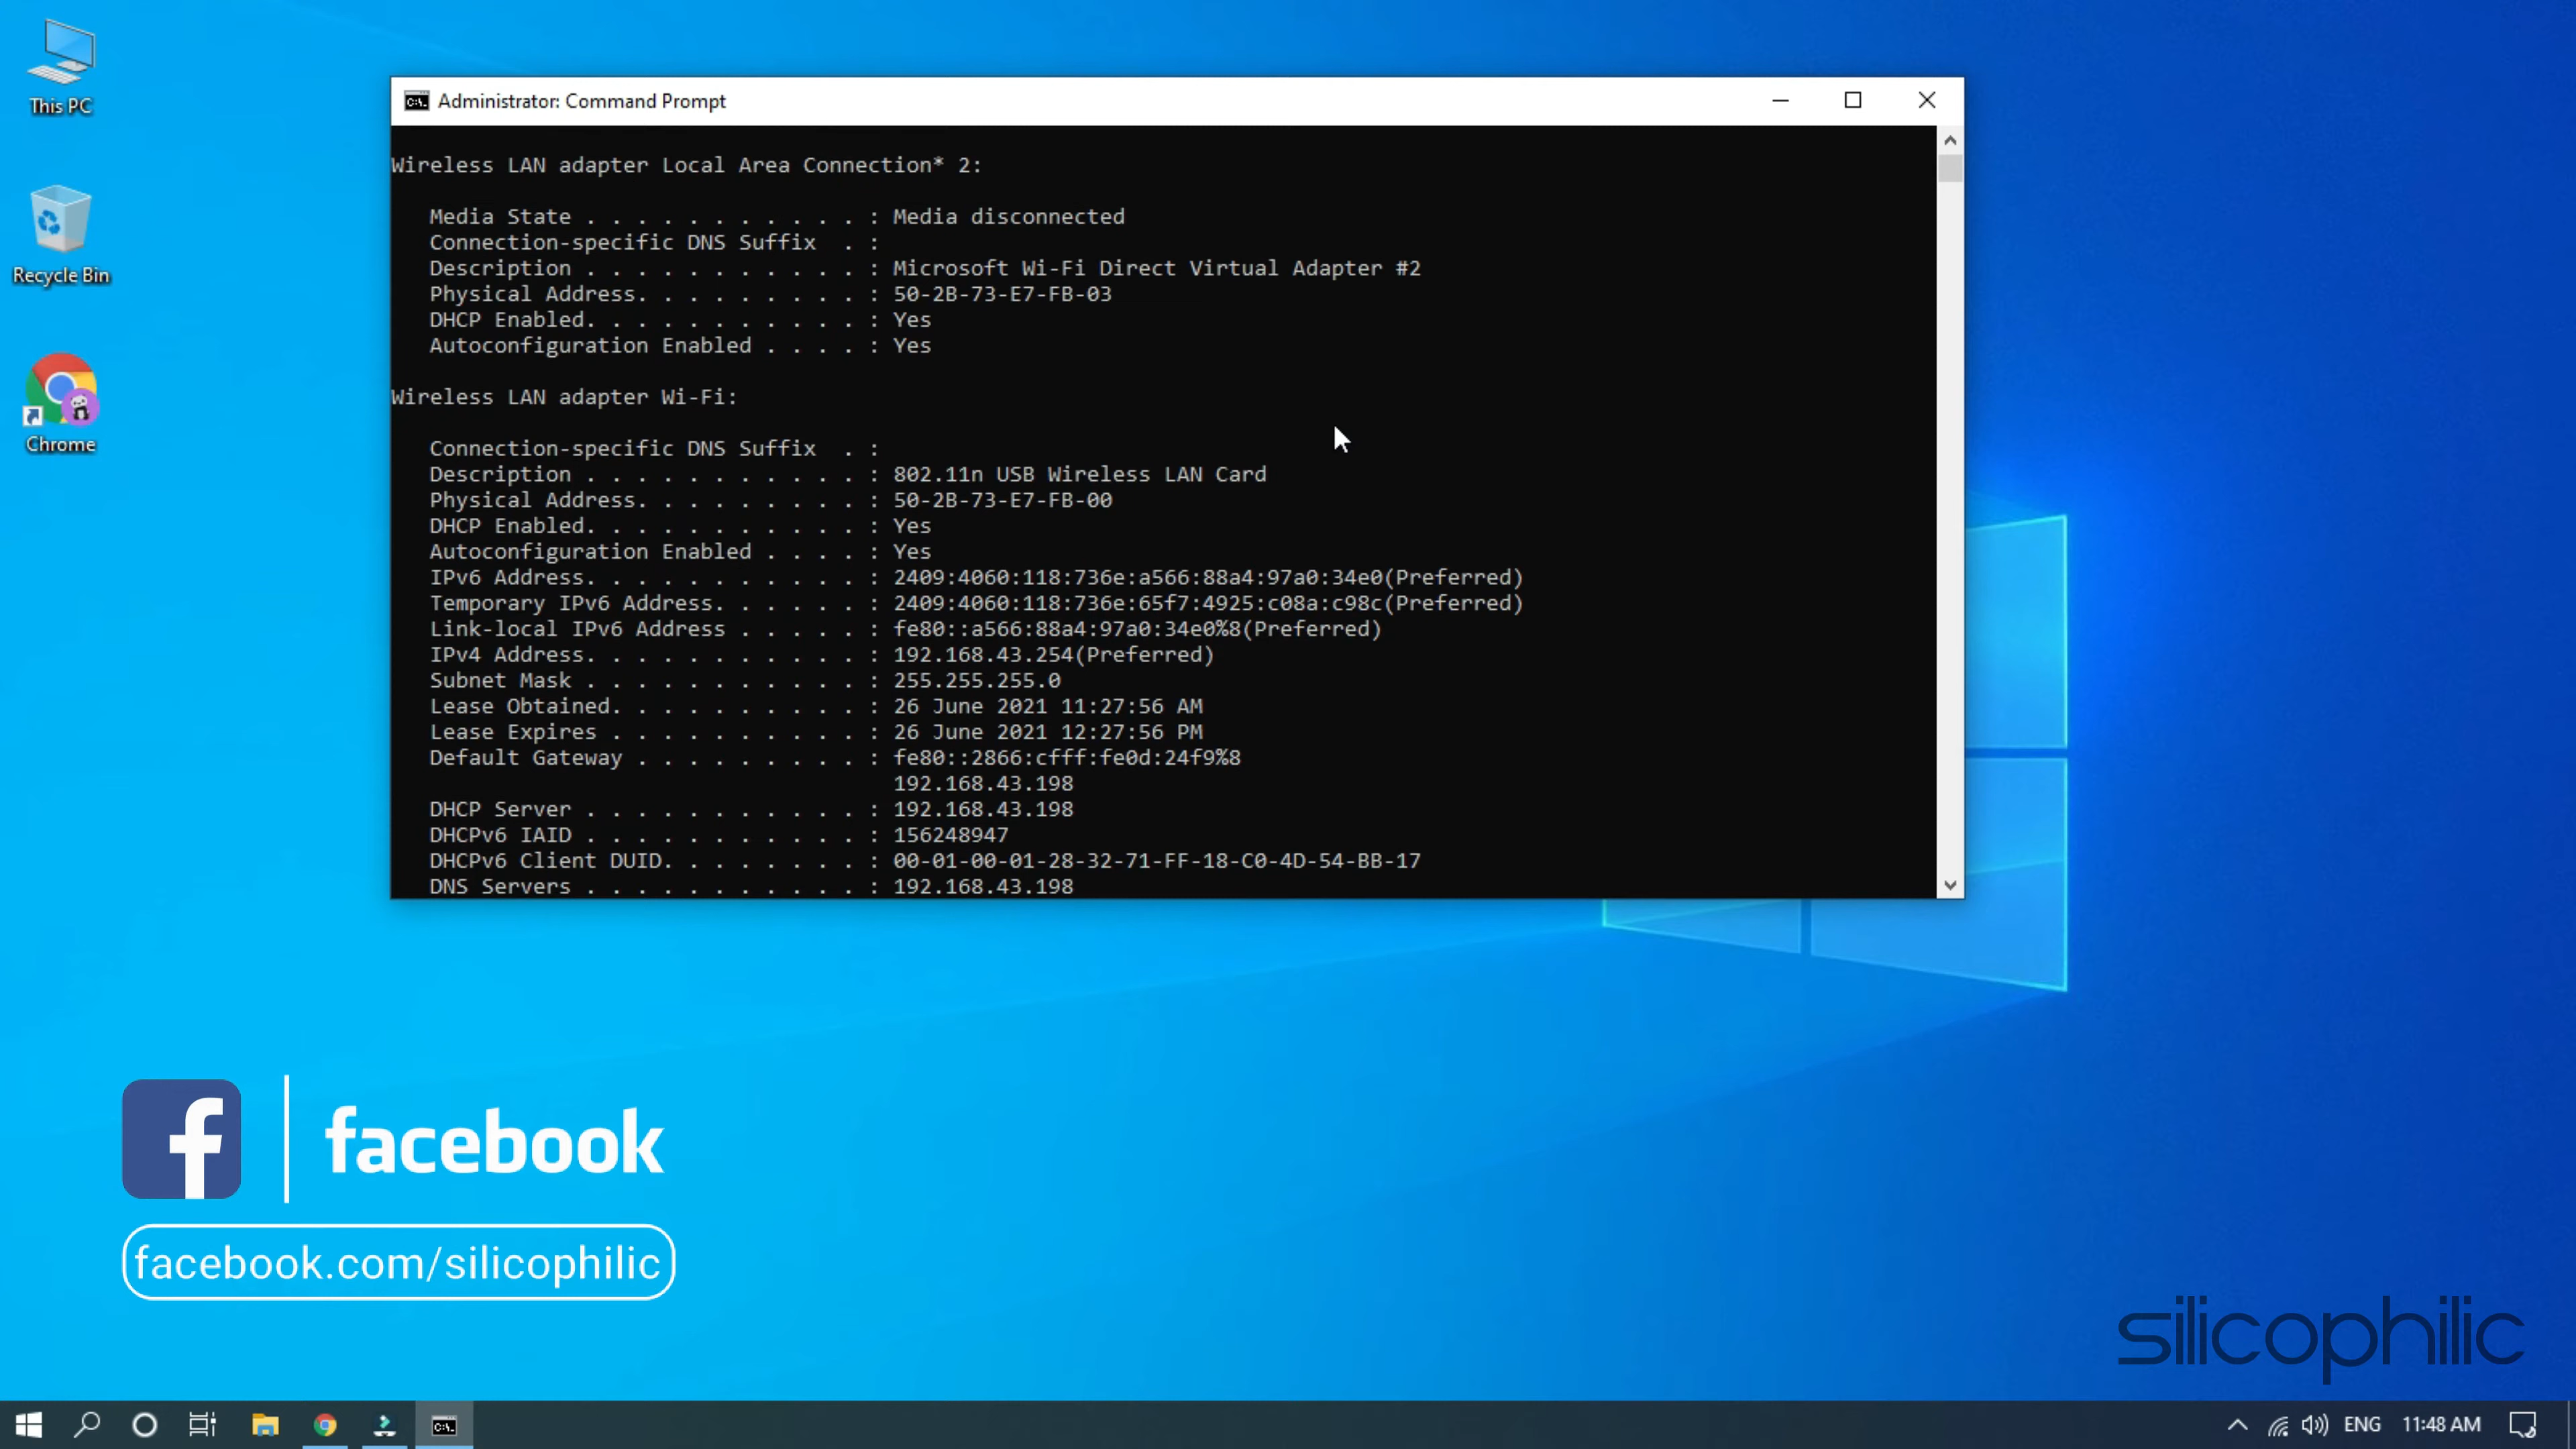 This PC
Recycle Bin
Chrome
Administrator: Command Prompt
Wireless LAN adapter Local Area Connection* 2:
Media State . . . . . . . . . . . : Media disconnected
Connection-specific DNS Suffix  . :
Description . . . . . . . . . . . : Microsoft Wi-Fi Direct Virtual Adapter #2
Physical Address. . . . . . . . . : 50-2B-73-E7-FB-03
DHCP Enabled. . . . . . . . . . . : Yes
Autoconfiguration Enabled . . . . : Yes
Wireless LAN adapter Wi-Fi:
Connection-specific DNS Suffix  . :
Description . . . . . . . . . . . : 802.11n USB Wireless LAN Card
Physical Address. . . . . . . . . : 50-2B-73-E7-FB-00
DHCP Enabled. . . . . . . . . . . : Yes
Autoconfiguration Enabled . . . . : Yes
IPv6 Address. . . . . . . . . . . : 2409:4060:118:736e:a566:88a4:97a0:34e0(Preferred)
Temporary IPv6 Address. . . . . . : 2409:4060:118:736e:65f7:4925:c08a:c98c(Preferred)
Link-local IPv6 Address . . . . . : fe80::a566:88a4:97a0:34e0%8(Preferred)
IPv4 Address. . . . . . . . . . . : 192.168.43.254(Preferred)
Subnet Mask . . . . . . . . . . . : 255.255.255.0
Lease Obtained. . . . . . . . . . : 26 June 2021 11:27:56 AM
Lease Expires . . . . . . . . . . : 26 June 2021 12:27:56 PM
Default Gateway . . . . . . . . . : fe80::2866:cfff:fe0d:24f9%8
192.168.43.198
DHCP Server . . . . . . . . . . . : 192.168.43.198
DHCPv6 IAID . . . . . . . . . . . : 156248947
DHCPv6 Client DUID. . . . . . . . : 00-01-00-01-28-32-71-FF-18-C0-4D-54-BB-17
DNS Servers . . . . . . . . . . . : 192.168.43.198
facebook
facebook.com/silicophilic
silicophilic
ENG 11:48 AM